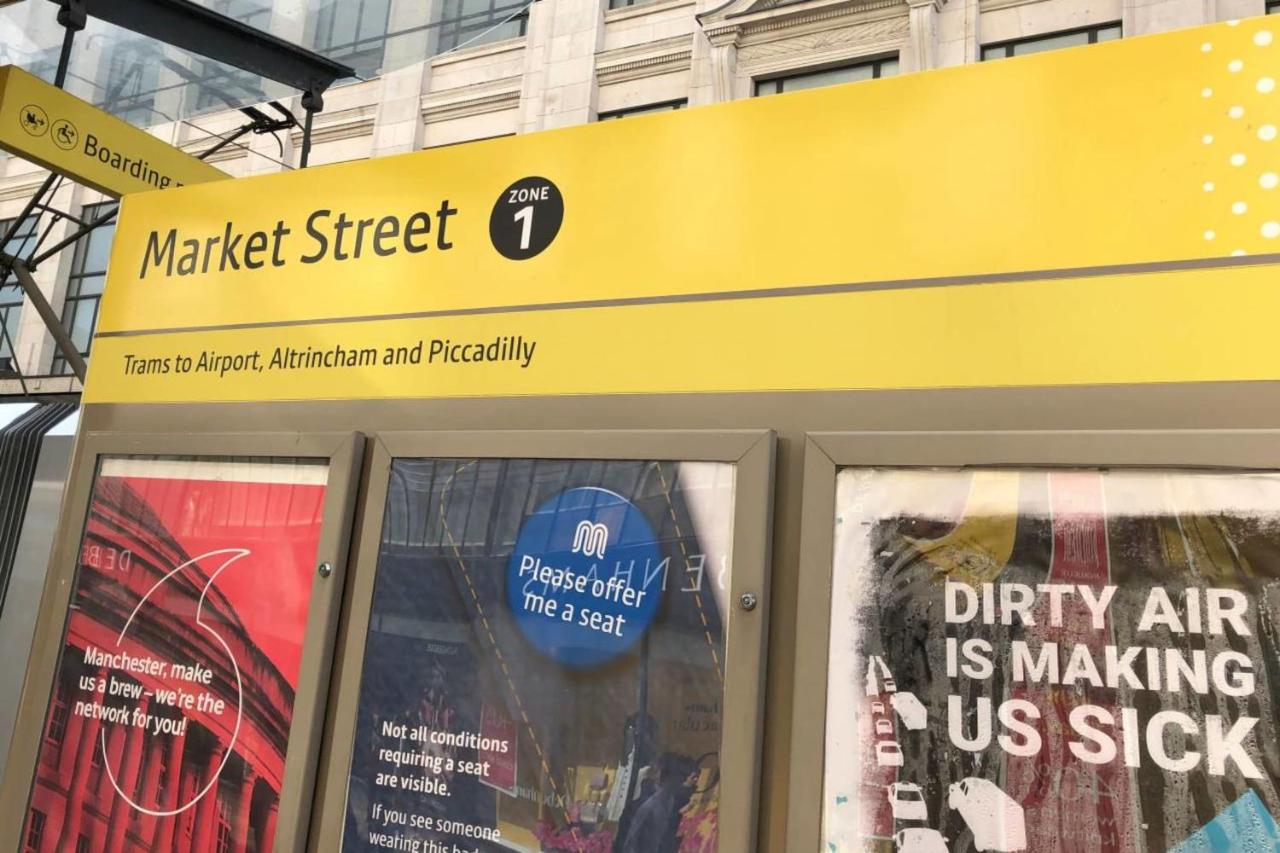 Boarding
Market Street
ZONE
1
Trams to Airport, Altrincham and Piccadilly
Manchester, make
us a brew – we're the
network for you!
Please offer
me a seat
Not all conditions
requiring a seat
are visible.
If you see someone
wearing this
DIRTY AIR
IS MAKING
US SICK